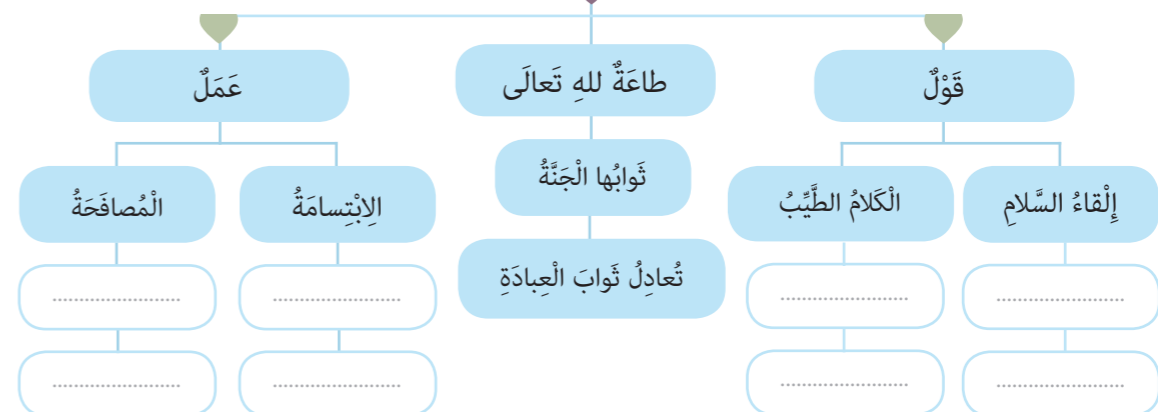 قَوْلٌ
طاعَةٌ للهِ تَعالَى
عَمَلٌ
إِلْقاءُ السَّلامِ
الْكَلامُ الطَّيِّبُ
ثَوابُها الْجَنَّةُ
الِابْتِسامَةُ
الْمُصافَحَةُ
تُعادِلُ ثَوابَ الْعِبادَةِ